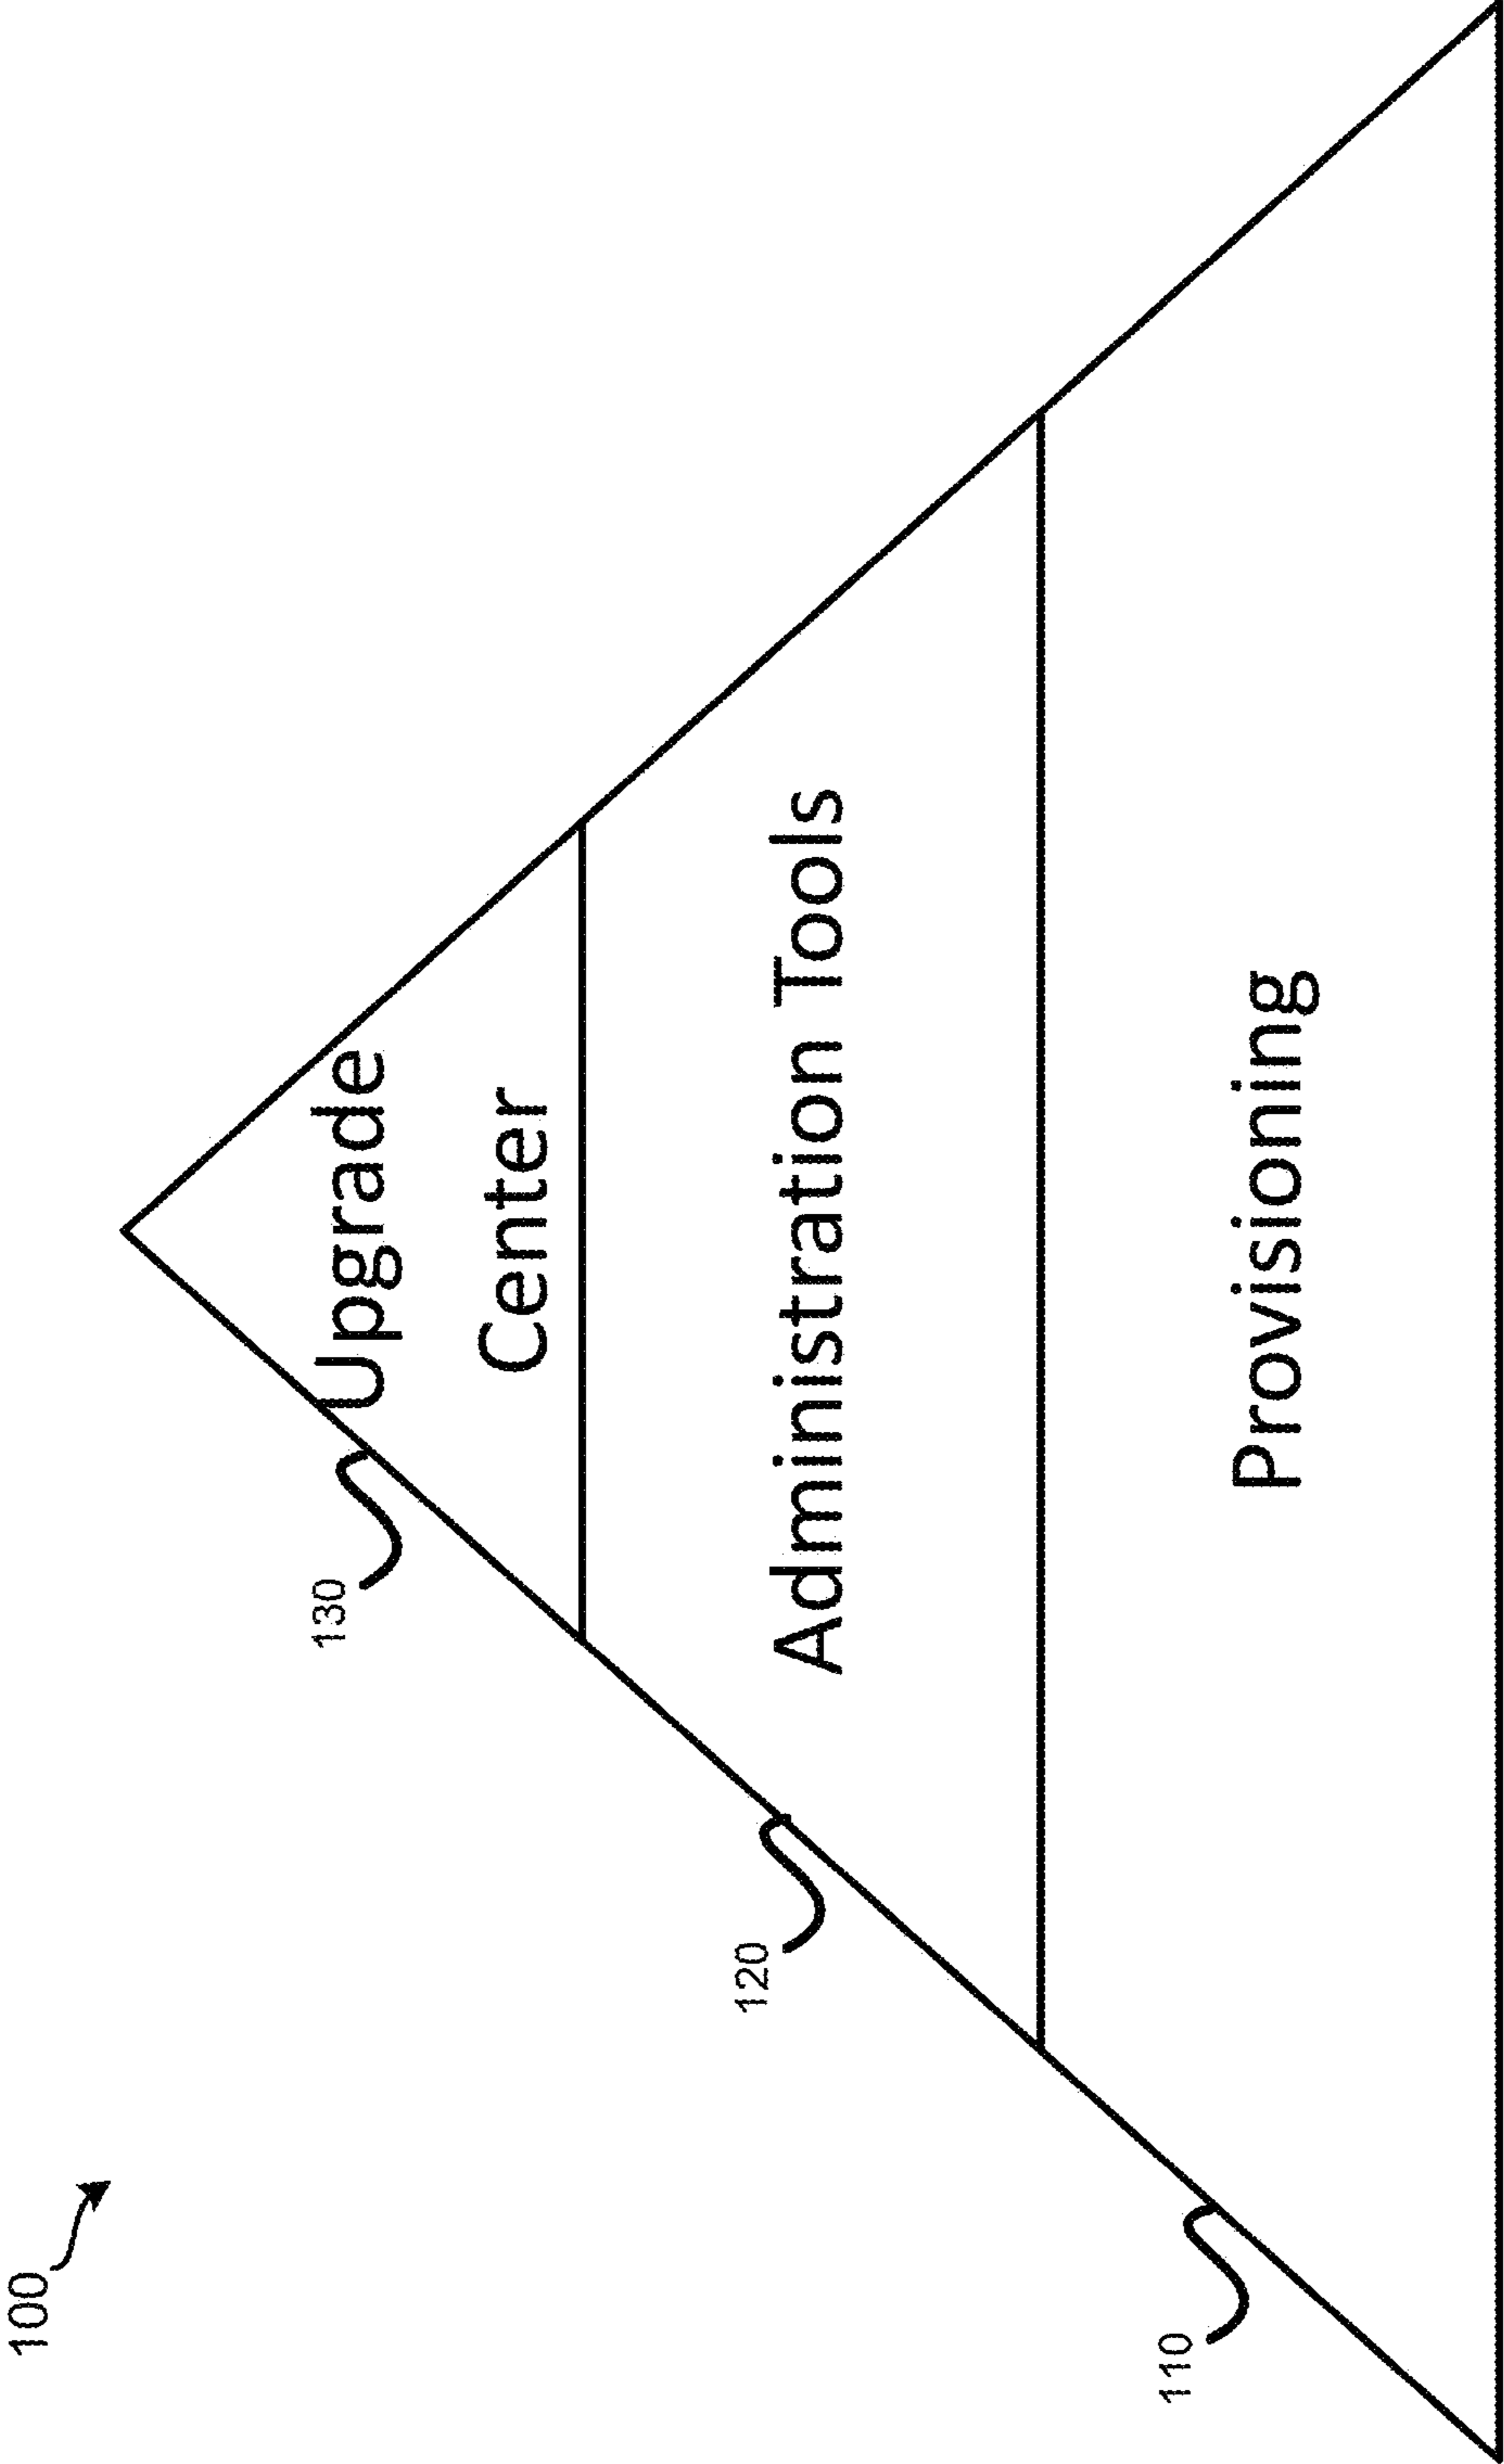 100
130
Upgrade
Center
120
Administration Tools
110
Provisioning